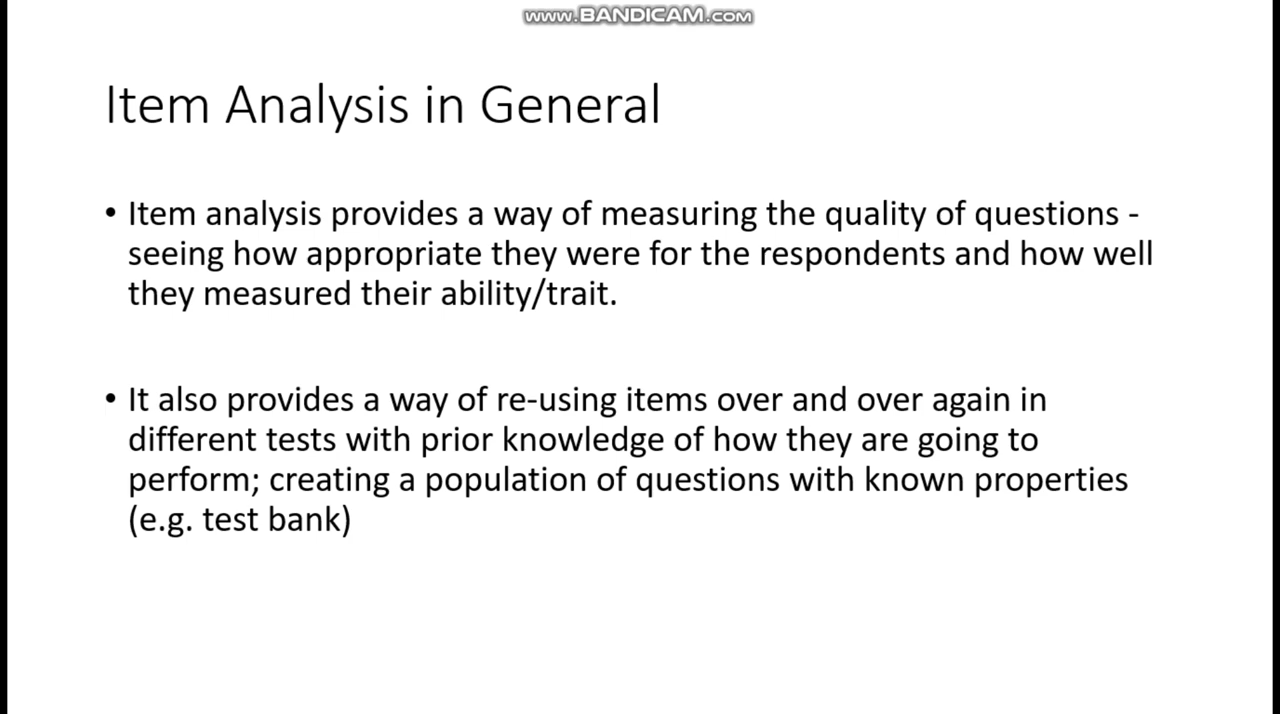 www.BANDICAM.com
Item Analysis in General
• Item analysis provides a way of measuring the quality of questions -
seeing how appropriate they were for the respondents and how well
they measured their ability/trait.
• It also provides a way of re-using items over and over again in
different tests with prior knowledge of how they are going to
perform; creating a population of questions with known properties
(e.g. test bank)